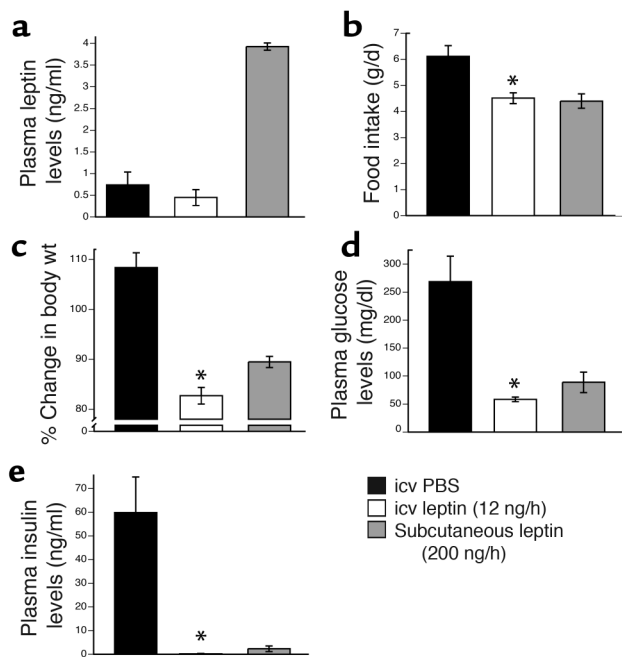 a
Plasma leptin
levels (ng/ml)
4
3.5
3
2.5
2
1.5
1
0.5
0
b
Food intake (g/d)
7
6
5
4
3
2
1
0
*
c
% Change in body wt
110
100
90
80
0
*
d
Plasma glucose
levels (mg/dl)
300
250
200
150
100
50
0
*
e
Plasma insulin
levels (ng/ml)
70
60
50
40
30
20
10
0
*
icv PBS
icv leptin (12 ng/h)
Subcutaneous leptin
(200 ng/h)